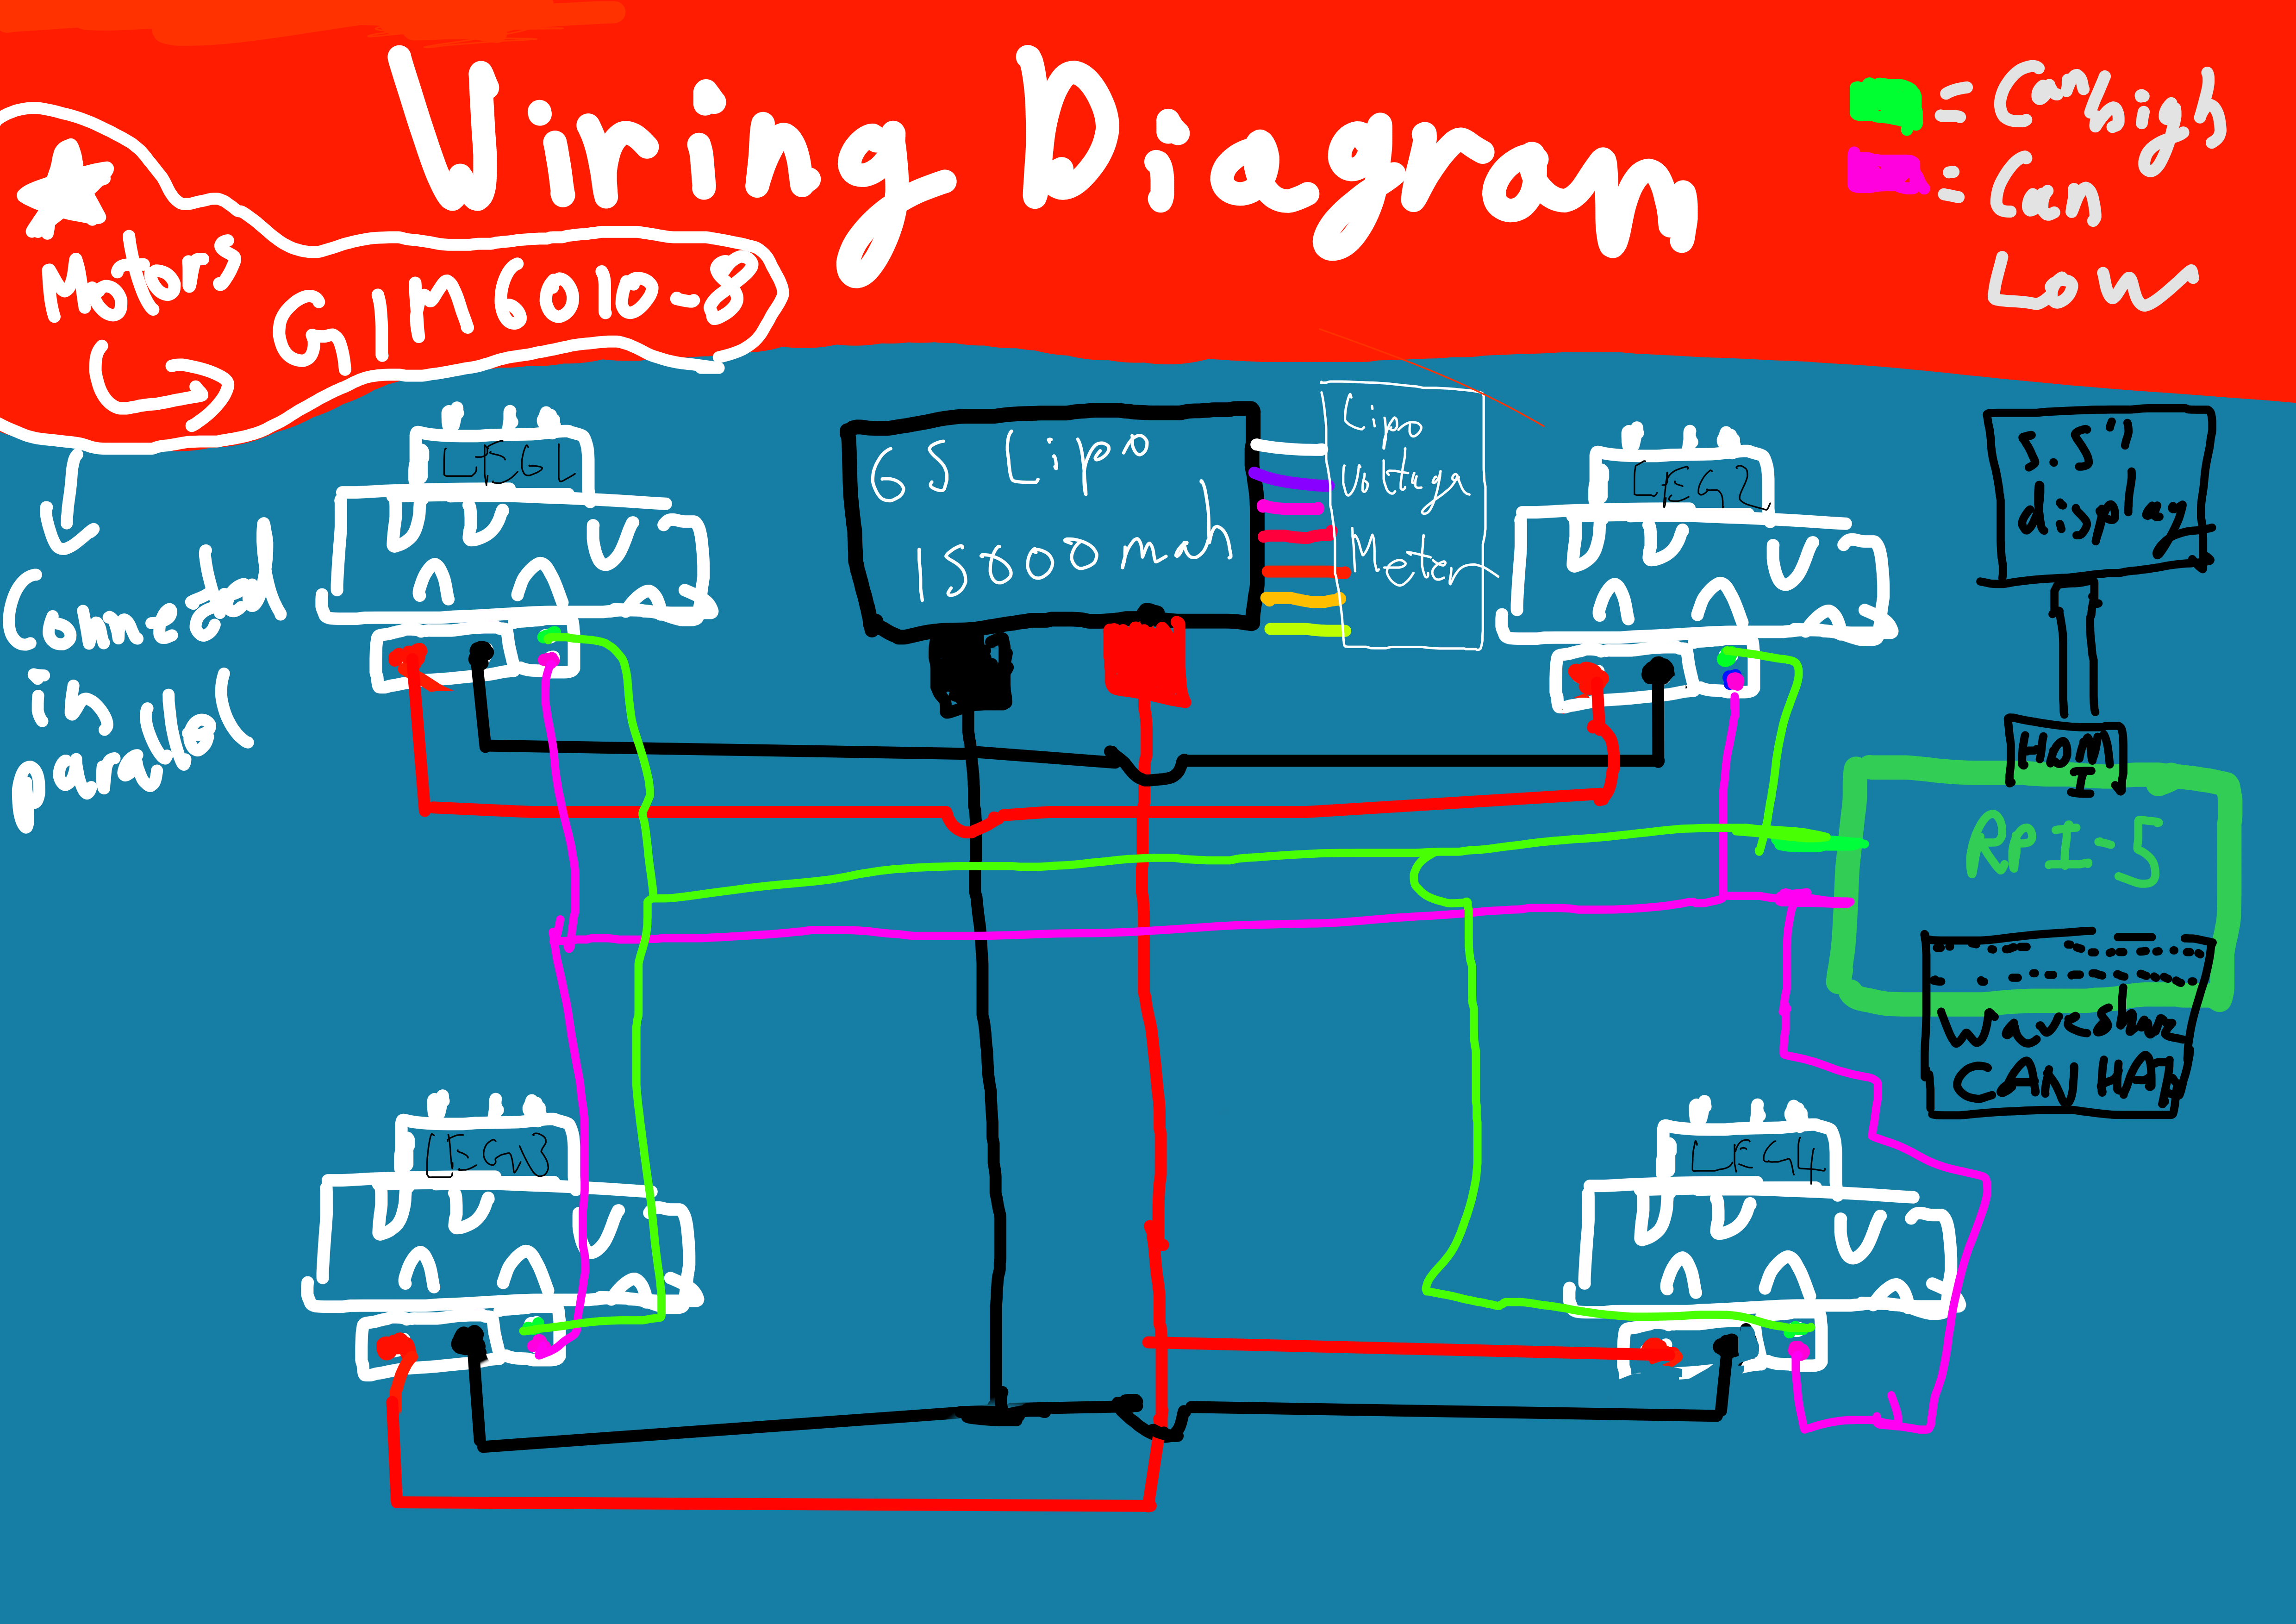 Wiring Diagram
= Can high
= Can
Low
Motors
GIM6010-8
Connected
in
parallel
LEG1
6S Lipo
15000 mah
Lipo
Voltage
Meter
LEG2
5.5"
display
HDMI
RPI-5
Waveshare
CAN HAT
LEG3
LEG4